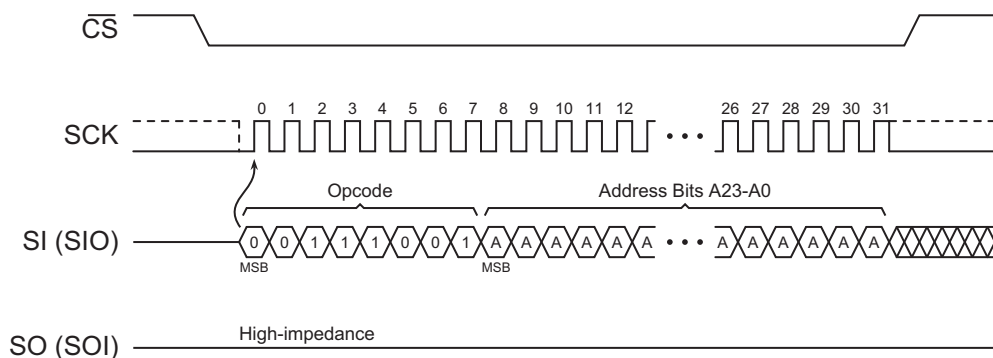 C̅S̅
0 1 2 3 4 5 6 7 8 9 10 11 12 26 27 28 29 30 31
SCK
• • •
Opcode Address Bits A23-A0
SI (SIO) 0 0 1 1 1 0 0 1 A A A A A A • • • A A A A A A
MSB MSB
High-impedance
SO (SOI)